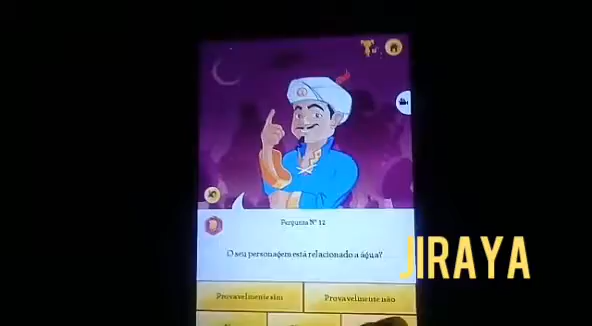 Pergunta Nº 12
O seu personagem está relacionado a água?
JIRAYA
Provavelmente sim
Provavelmente não